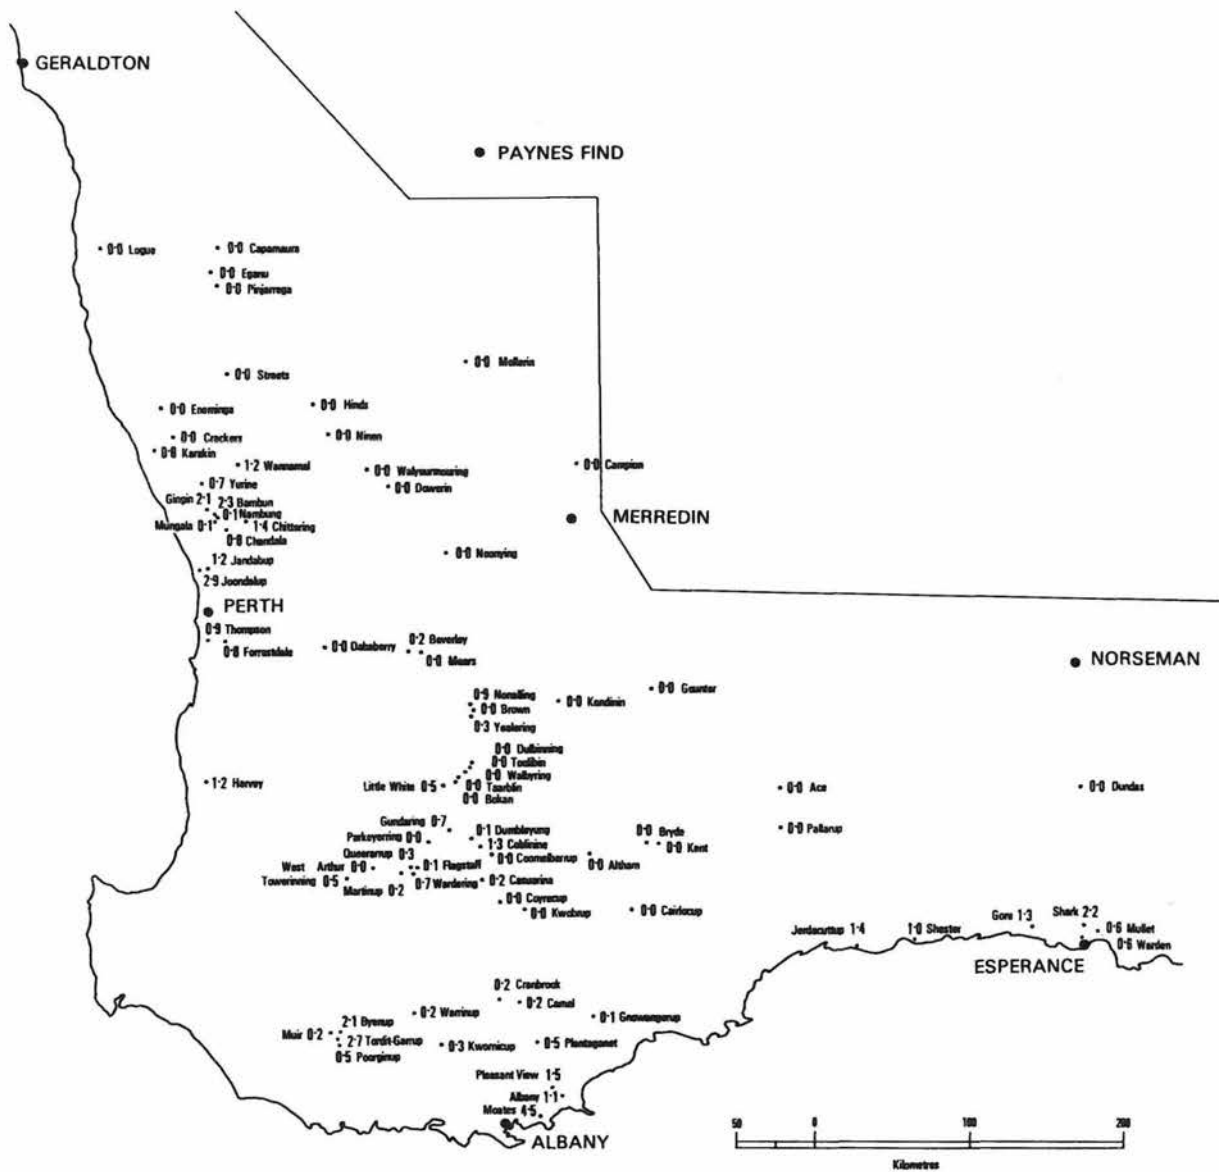 GERALDTON
PAYNES FIND
0·0 Logue
0·0 Capamaura
0·0 Eganu
0·0 Pinjarrega
0·0 Mollerin
0·0 Streets
0·0 Eneminga
0·0 Hinds
0·0 Crackers
0·0 Ninan
Karakin
1·2 Wannamal
0·0 Walyourmouring
0·0 Campion
0·7 Yurine
0·0 Dowerin
Gingin 2·1
2·3 Bambun
0·1 Nambung
Mungala 0·1
1·4 Chittering
MERREDIN
0·0 Chandala
0·0 Noonying
1·2 Jandabup
2·9 Joondalup
PERTH
0·9 Thompson
0·8 Forrestdale
0·0 Dobaberry
0·2 Beverley
0·0 Mears
NORSEMAN
0·9 Nonalling
0·0 Gounter
0·0 Brown
0·0 Kondinin
0·3 Yealering
0·0 Dulbinning
0·0 Toolibin
0·0 Walbyring
1·2 Harvey
Little White 0·5
0·0 Taarblin
0·0 Ace
0·0 Dundas
0·0 Bokan
Gundaring 0·7
0·1 Dumbleyung
0·0 Bryde
0·0 Pallarup
Parkeyerring 0·0
1·3 Coblinine
0·0 Kent
Queerarrup 0·3
0·0 Coomelberrup
0·0 Altham
West Arthur 0·0
0·1 Flagstaff
Towerinning 0·5
0·7 Wardering
0·2 Casuarina
Martinup 0·2
0·0 Coyrecup
0·0 Kwobrup
0·0 Cairlocup
Gore 1·3
Shark 2·2
Jerdacuttup 1·4
1·0 Shester
0·6 Mullet
0·6 Warden
ESPERANCE
0·2 Cranbrook
0·2 Camel
0·2 Warrinup
0·1 Gnowangerup
2·1 Byenup
Muir 0·2
2·7 Tordit-Garrup
0·3 Kwornicup
0·5 Plantagenet
0·5 Poorginup
Pleasant View 1·5
Albany 1·1
Moates 4·5
ALBANY
50 0 100 200
Kilometres